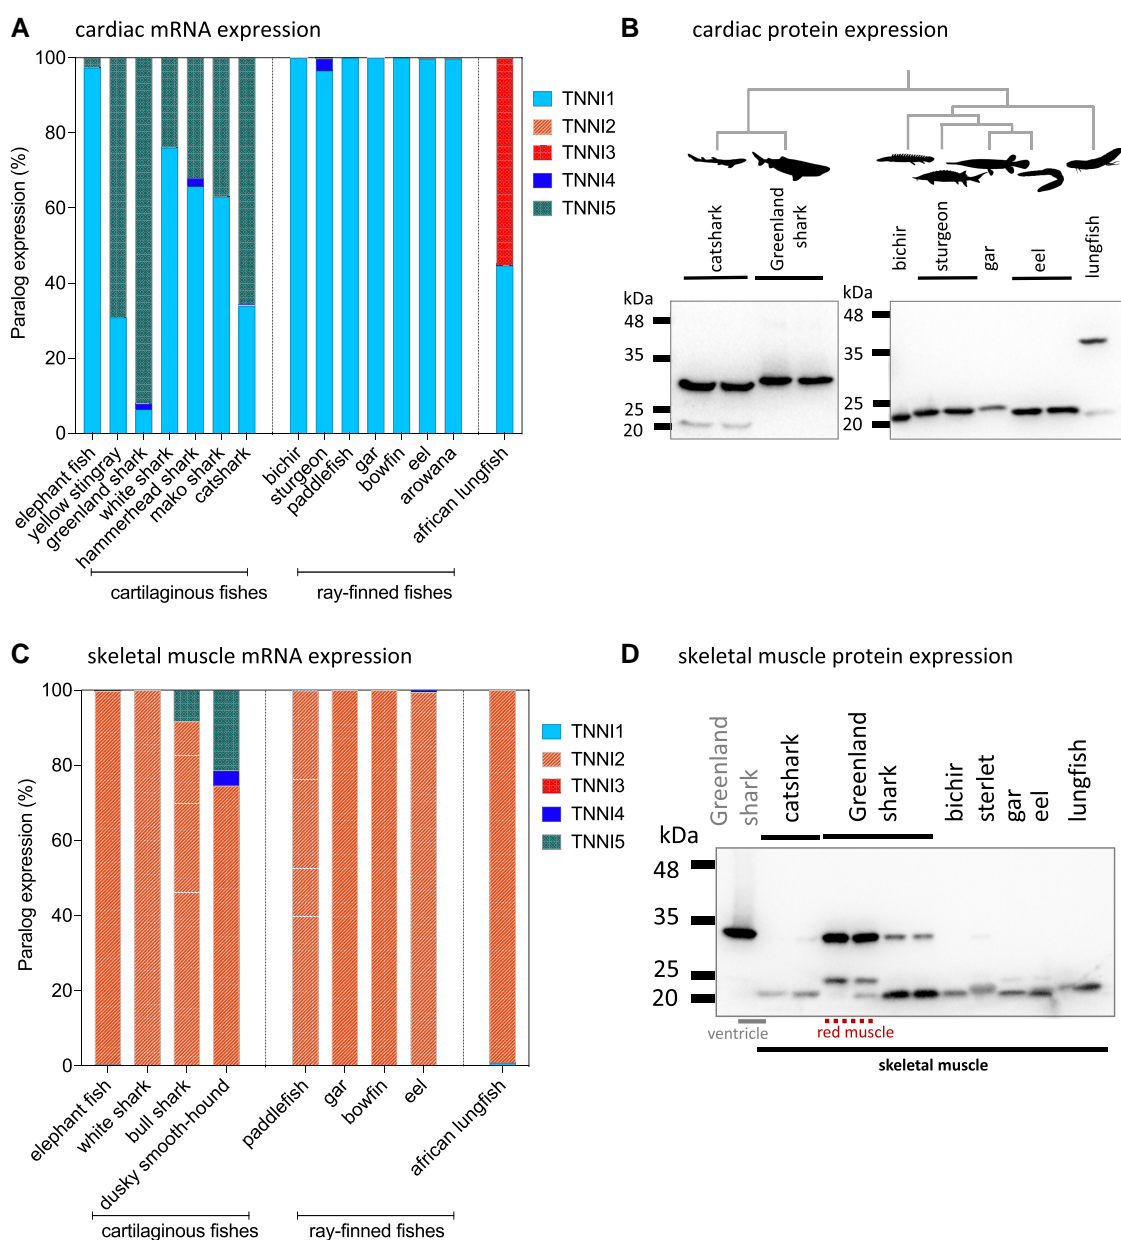 A cardiac mRNA expression
Paralog expression (%)
100
80
60
40
20
0
TNNI1
TNNI2
TNNI3
TNNI4
TNNI5
elephant fish
yellow stingray
greenland shark
white shark
hammerhead shark
mako shark
catshark
bichir
sturgeon
paddlefish
gar
bowfin
eel
arowana
african lungfish
cartilaginous fishes
ray-finned fishes
B cardiac protein expression
catshark
Greenland
shark
bichir
sturgeon
gar
eel
lungfish
kDa
48
35
25
20
kDa
48
35
25
20
C skeletal muscle mRNA expression
Paralog expression (%)
100
80
60
40
20
0
TNNI1
TNNI2
TNNI3
TNNI4
TNNI5
elephant fish
white shark
bull shark
dusky smooth-hound
paddlefish
gar
bowfin
eel
african lungfish
cartilaginous fishes
ray-finned fishes
D skeletal muscle protein expression
Greenland
shark
catshark
Greenland
shark
bichir
sterlet
gar
eel
lungfish
kDa
48
35
25
20
ventricle
red muscle
skeletal muscle